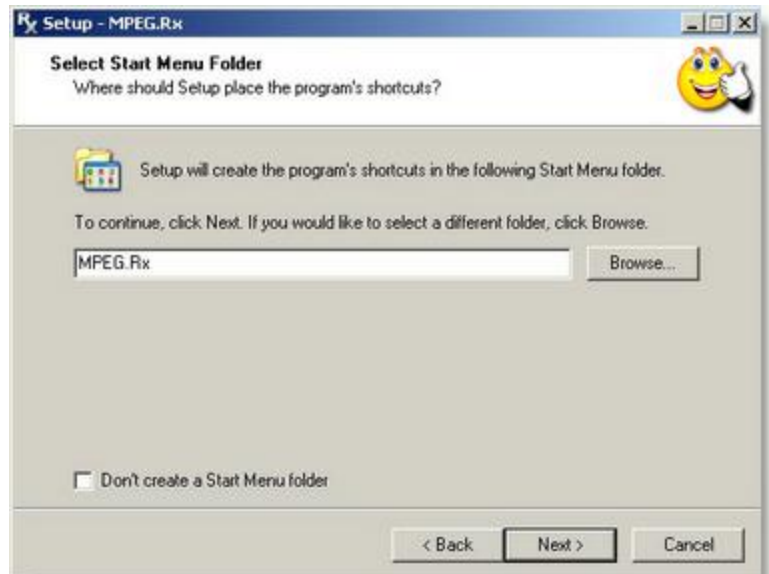 Rx Setup - MPEG.Rx
Select Start Menu Folder
Where should Setup place the program's shortcuts?
Setup will create the program's shortcuts in the following Start Menu folder.
To continue, click Next. If you would like to select a different folder, click Browse.
MPEG.Rx
Browse...
Don't create a Start Menu folder
< Back
Next >
Cancel